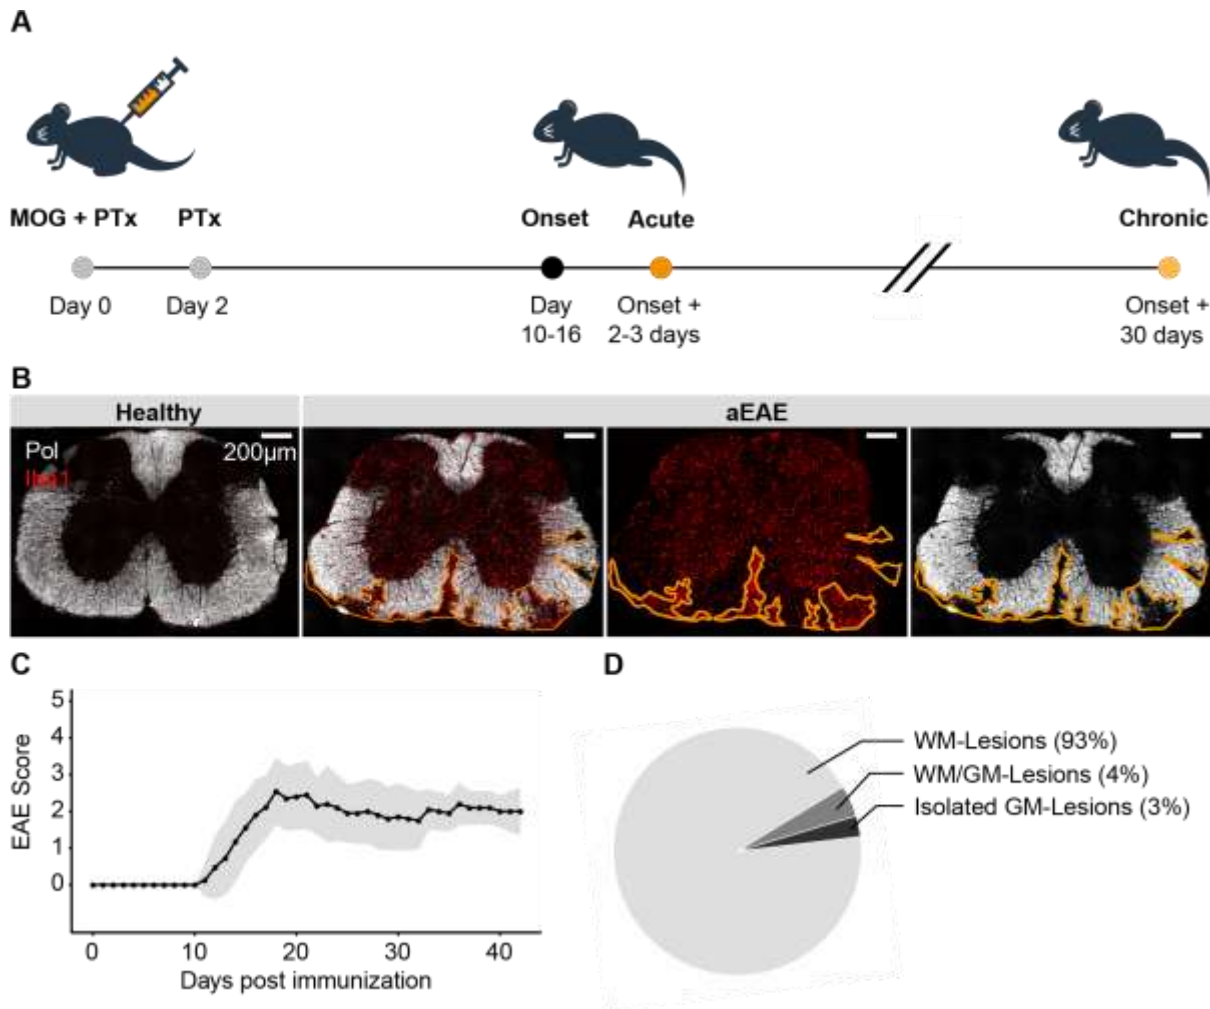 A
MOG + PTx
PTx
Onset
Acute
Chronic
Day 0
Day 2
Day
10-16
Onset +
2-3 days
Onset +
30 days
B
Healthy
aEAE
Pol
200µm
C
D
EAE Score
5
4
3
2
1
0
0
10
20
30
40
Days post immunization
WM-Lesions (93%)
WM/GM-Lesions (4%)
Isolated GM-Lesions (3%)